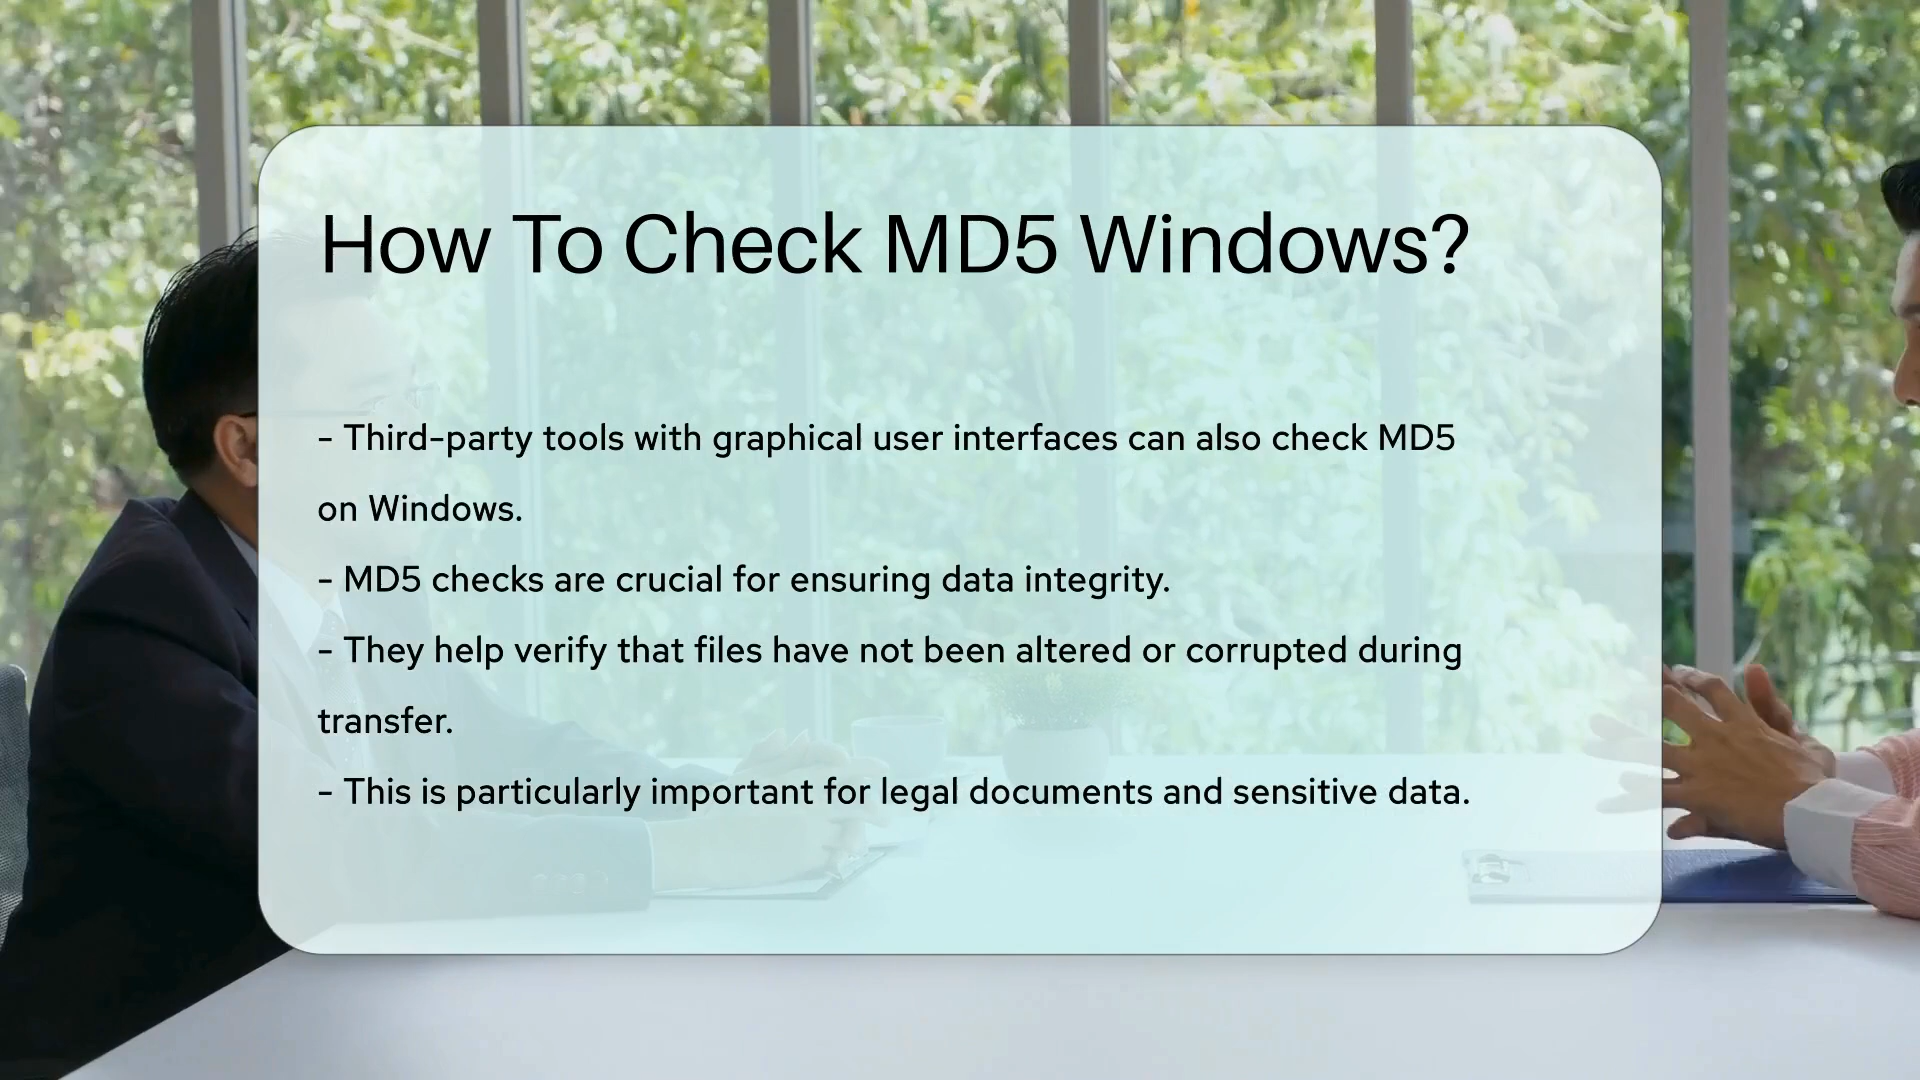 How To Check MD5 Windows?
- Third-party tools with graphical user interfaces can also check MD5
on Windows.
- MD5 checks are crucial for ensuring data integrity.
- They help verify that files have not been altered or corrupted during
transfer.
- This is particularly important for legal documents and sensitive data.